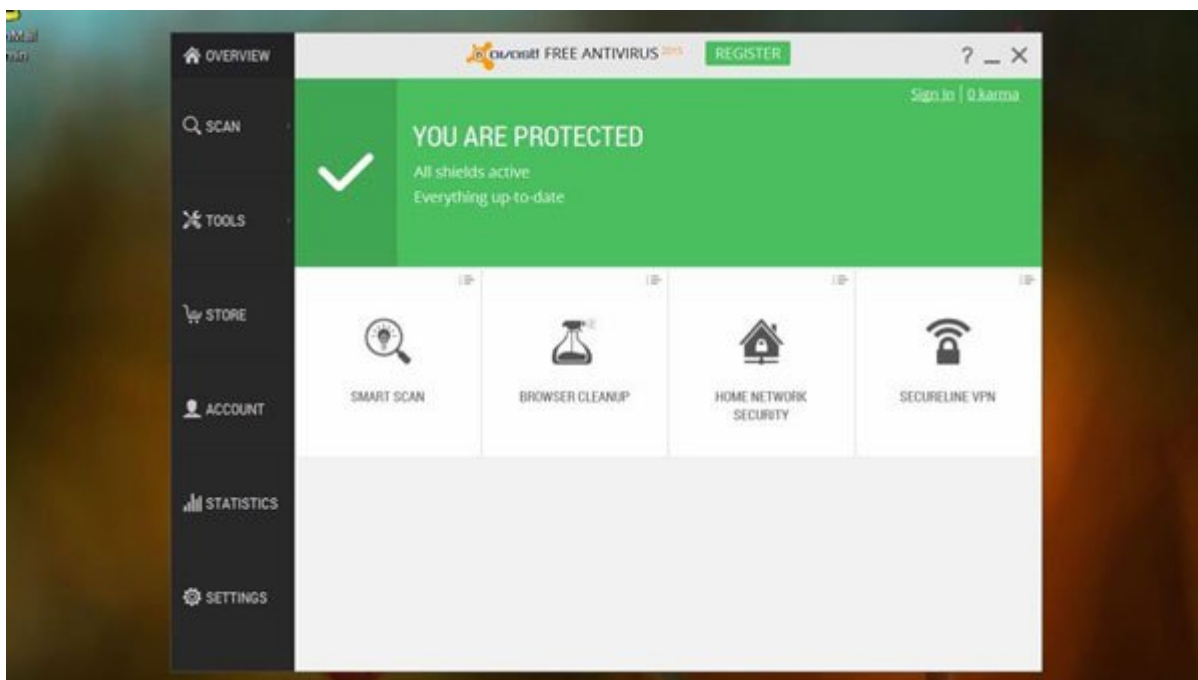 OVERVIEW
avast! FREE ANTIVIRUS 2015
REGISTER
? _ X
Sign in | 0 karma
SCAN
YOU ARE PROTECTED
All shields active
Everything up-to-date
TOOLS
STORE
SMART SCAN
BROWSER CLEANUP
HOME NETWORK
SECURITY
SECURELINE VPN
ACCOUNT
STATISTICS
SETTINGS